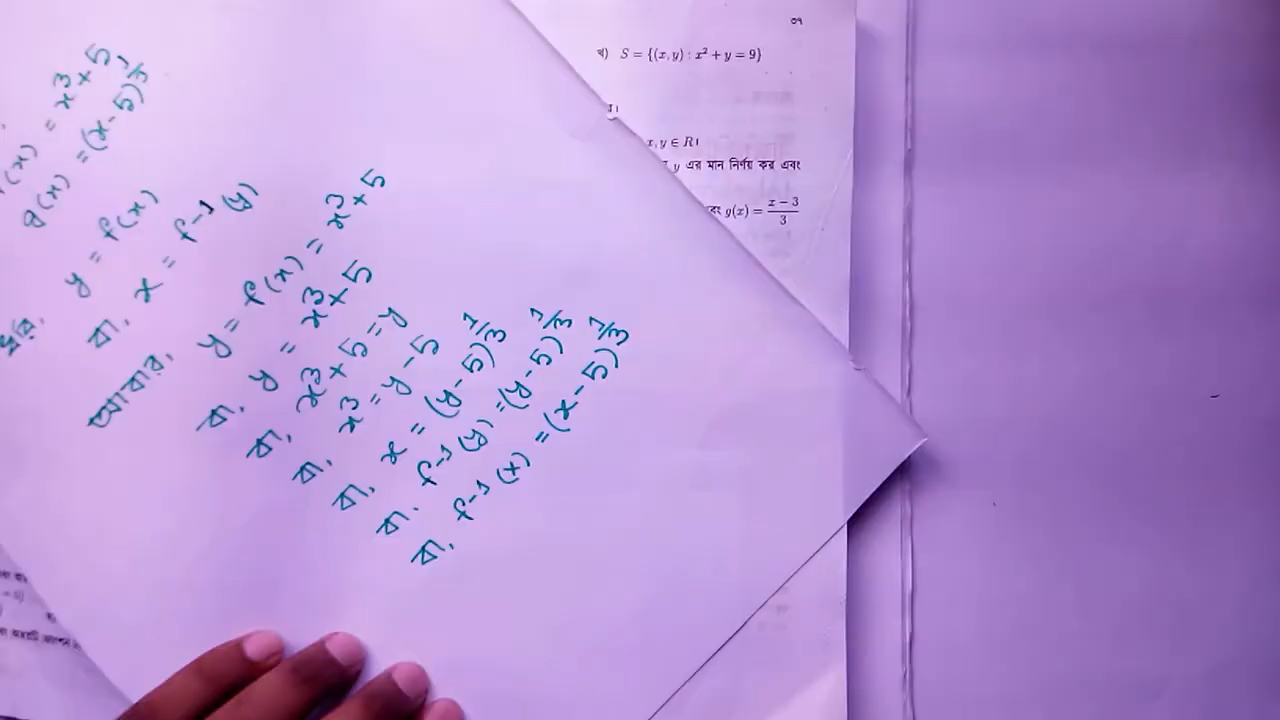 (x) = x³ + 5
g(x) = (x - 5)^1/3
ধরি, y = f(x)
বা, x = f⁻¹ (y)
আবার, y = f(x) = x³ + 5
বা, y = x³ + 5
বা, x³ + 5 = y
বা, x³ = y - 5
বা, x = (y - 5)^1/3
বা, f⁻¹ (y) = (y - 5)^1/3
বা, f⁻¹ (x) = (x - 5)^1/3
৩৭
খ) S = {(x, y) : x² + y = 9}
x, y ∈ R।
y এর মান নির্ণয় কর এবং
g(x) = (x − 3)/3